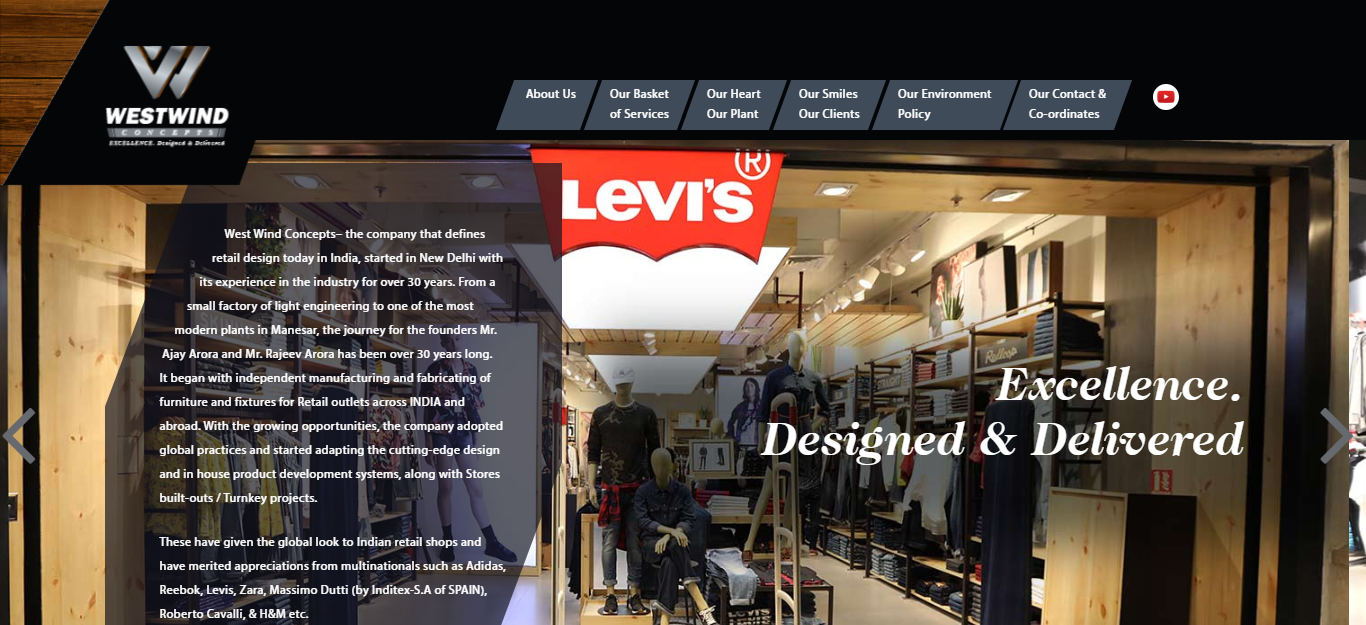 WESTWIND
CONCEPTS
EXCELLENCE. Designed & Delivered
About Us
Our Basket
of Services
Our Heart
Our Plant
Our Smiles
Our Clients
Our Environment
Policy
Our Contact &
Co-ordinates
LEVI'S
®
West Wind Concepts– the company that defines
retail design today in India, started in New Delhi with
its experience in the industry for over 30 years. From a
small factory of light engineering to one of the most
modern plants in Manesar, the journey for the founders Mr.
Ajay Arora and Mr. Rajeev Arora has been over 30 years long.
It began with independent manufacturing and fabricating of
furniture and fixtures for Retail outlets across INDIA and
abroad. With the growing opportunities, the company adopted
global practices and started adapting the cutting-edge design
and in house product development systems, along with Stores
built-outs / Turnkey projects.
These have given the global look to Indian retail shops and
have merited appreciations from multinationals such as Adidas,
Reebok, Levis, Zara, Massimo Dutti (by Inditex-S.A of SPAIN),
Roberto Cavalli, & H&M etc.
Excellence.
Designed & Delivered